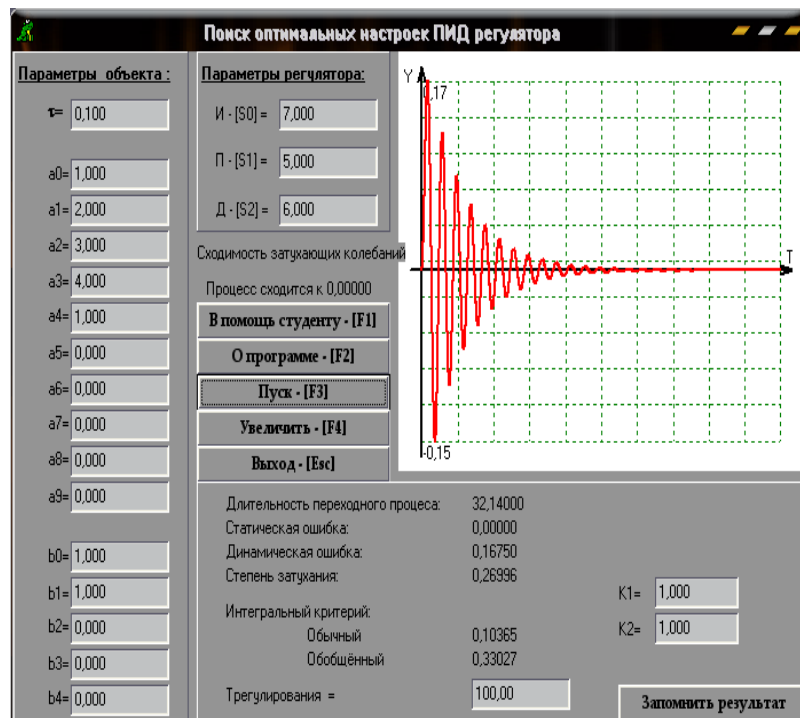 Поиск оптимальных настроек ПИД регулятора
Параметры объекта :
τ= 0,100
a0= 1,000
a1= 2,000
a2= 3,000
a3= 4,000
a4= 1,000
a5= 0,000
a6= 0,000
a7= 0,000
a8= 0,000
a9= 0,000
b0= 1,000
b1= 1,000
b2= 0,000
b3= 0,000
b4= 0,000
Параметры регулятора:
И - [S0] = 7,000
П - [S1] = 5,000
Д - [S2] = 6,000
Сходимость затухающих колебаний
Процесс сходится к 0,00000
В помощь студенту - [F1]
О программе - [F2]
Пуск - [F3]
Увеличить - [F4]
Выход - [Esc]
Y
0,17
T
-0,15
Длительность переходного процеса: 32,14000
Статическая ошибка: 0,00000
Динамическая ошибка: 0,16750
Степень затухания: 0,26996
Интегральный критерий:
Обычный 0,10365
Обобщённый 0,33027
Tрегулирования = 100,00
K1= 1,000
K2= 1,000
Запомнить результат